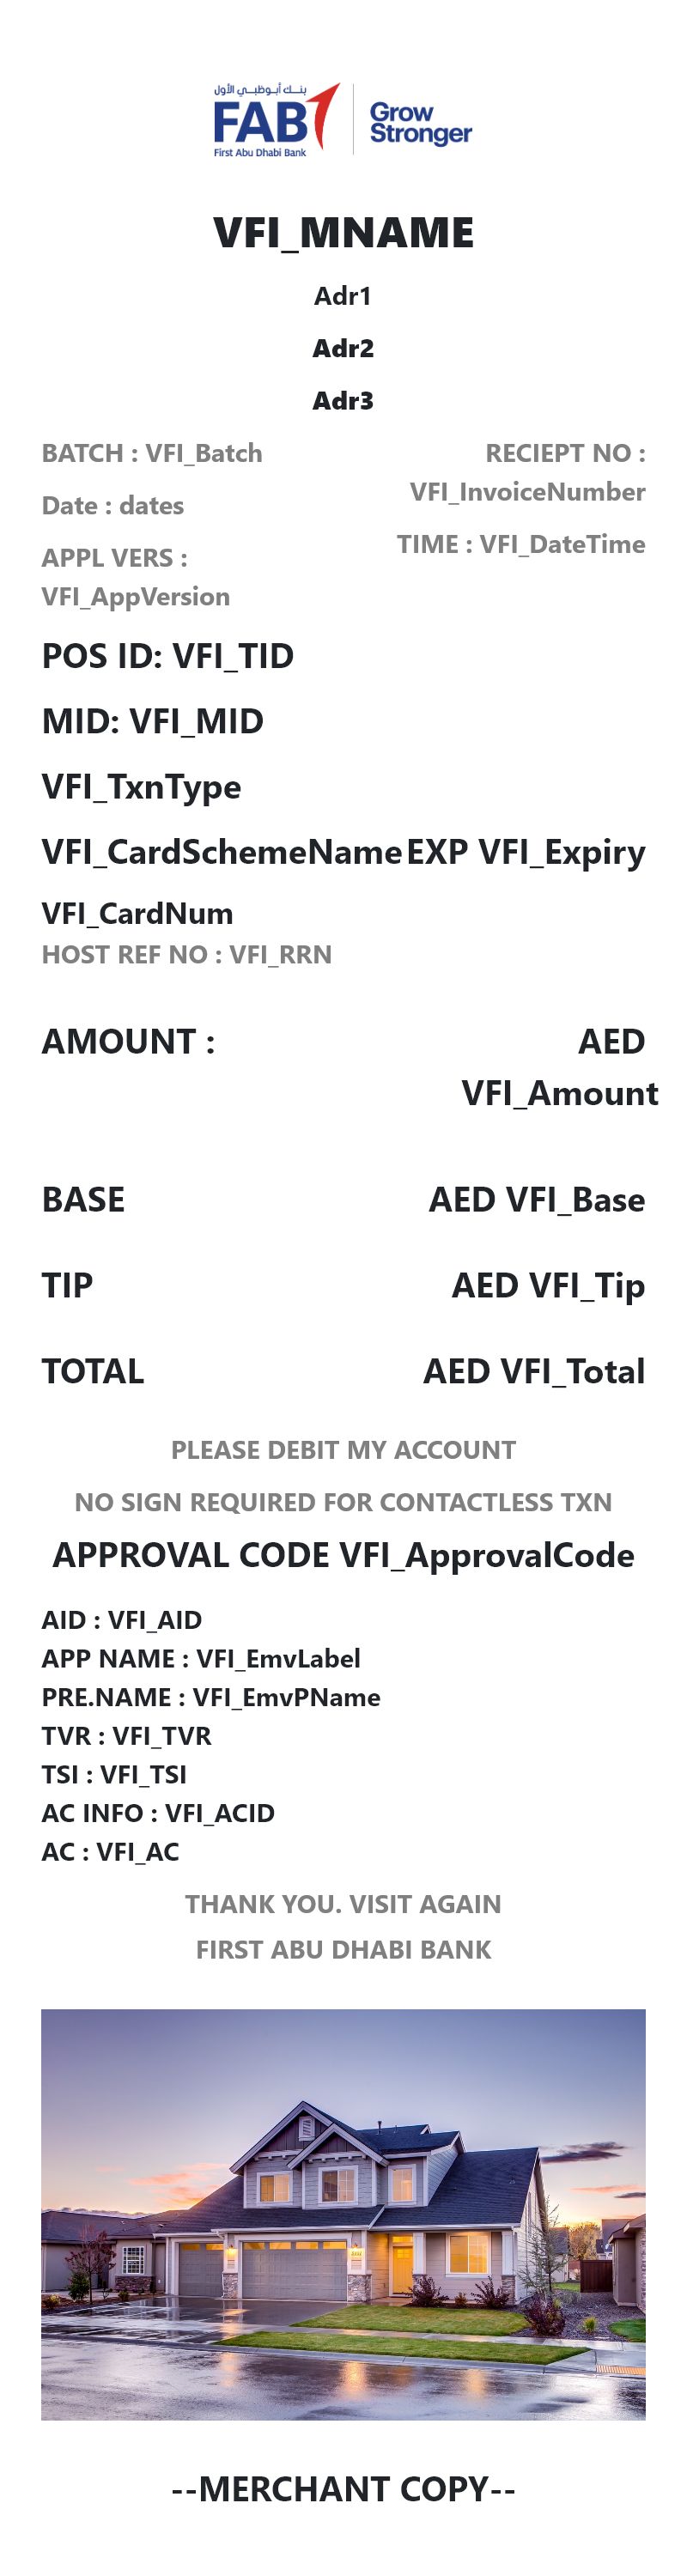 بنك أبوظبي الأول
FAB
First Abu Dhabi Bank
Grow
Stronger
VFI_MNAME
Adr1
Adr2
Adr3
BATCH : VFI_Batch
Date : dates
APPL VERS :
VFI_AppVersion
RECIEPT NO :
VFI_InvoiceNumber
TIME : VFI_DateTime
POS ID: VFI_TID
MID: VFI_MID
VFI_TxnType
VFI_CardSchemeName EXP VFI_Expiry
VFI_CardNum
HOST REF NO : VFI_RRN
AMOUNT : AED
VFI_Amount
BASE AED VFI_Base
TIP AED VFI_Tip
TOTAL AED VFI_Total
PLEASE DEBIT MY ACCOUNT
NO SIGN REQUIRED FOR CONTACTLESS TXN
APPROVAL CODE VFI_ApprovalCode
AID : VFI_AID
APP NAME : VFI_EmvLabel
PRE.NAME : VFI_EmvPName
TVR : VFI_TVR
TSI : VFI_TSI
AC INFO : VFI_ACID
AC : VFI_AC
THANK YOU. VISIT AGAIN
FIRST ABU DHABI BANK
--MERCHANT COPY--